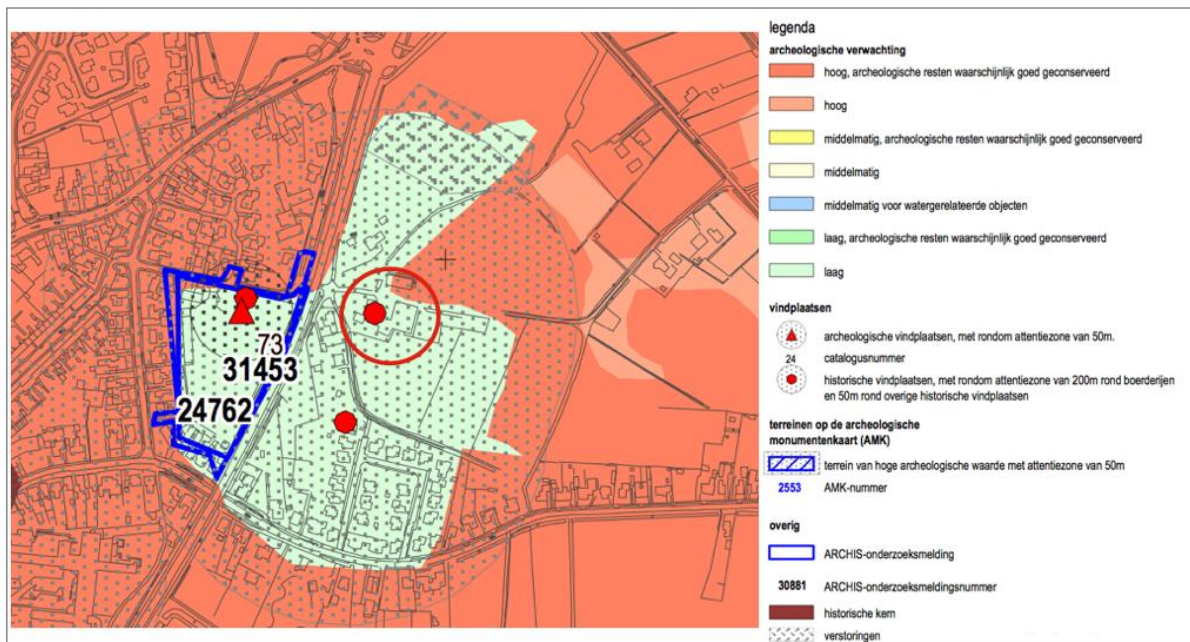 73
31453
24762
legenda
archeologische verwachting
hoog, archeologische resten waarschijnlijk goed geconserveerd
hoog
middelmatig, archeologische resten waarschijnlijk goed geconserveerd
middelmatig
middelmatig voor watergerelateerde objecten
laag, archeologische resten waarschijnlijk goed geconserveerd
laag
vindplaatsen
archeologische vindplaatsen, met rondom attentiezone van 50m.
24 catalogusnummer
historische vindplaatsen, met rondom attentiezone van 200m rond boerderijen
en 50m rond overige historische vindplaatsen
terreinen op de archeologische
monumentenkaart (AMK)
terrein van hoge archeologische waarde met attentiezone van 50m
2553 AMK-nummer
overig
ARCHIS-onderzoeksmelding
30881 ARCHIS-onderzoeksmeldingsnummer
historische kern
verstoringen